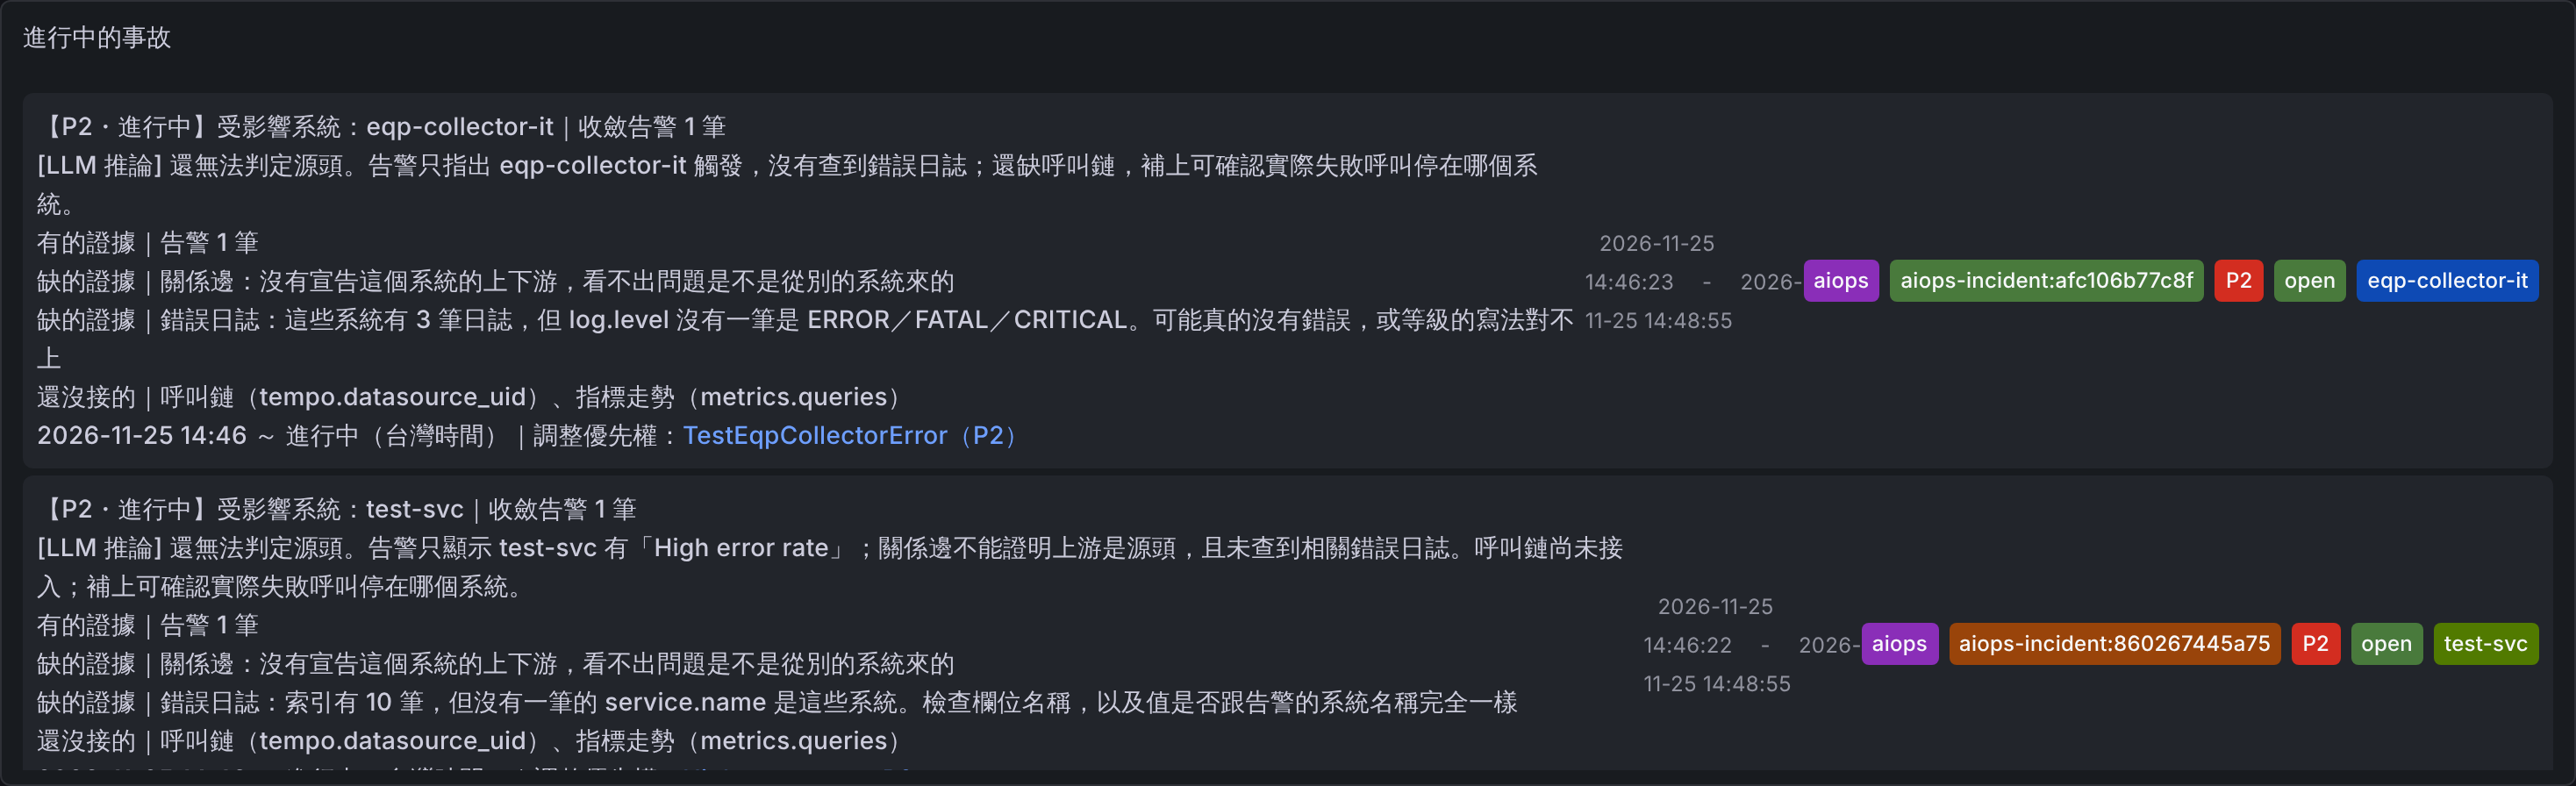 進行中的事故
【P2・進行中】受影響系統：eqp-collector-it｜收斂告警 1 筆
[LLM 推論] 還無法判定源頭。告警只指出 eqp-collector-it 觸發，沒有查到錯誤日誌；還缺呼叫鏈，補上可確認實際失敗呼叫停在哪個系
統。
有的證據｜告警 1 筆
缺的證據｜關係邊：沒有宣告這個系統的上下游，看不出問題是不是從別的系統來的
缺的證據｜錯誤日誌：這些系統有 3 筆日誌，但 log.level 沒有一筆是 ERROR／FATAL／CRITICAL。可能真的沒有錯誤，或等級的寫法對不
上
還沒接的｜呼叫鏈（tempo.datasource_uid）、指標走勢（metrics.queries）
2026-11-25 14:46 ～ 進行中（台灣時間）｜調整優先權：TestEqpCollectorError（P2）
2026-11-25
14:46:23 - 2026-
11-25 14:48:55
aiops aiops-incident:afc106b77c8f P2 open eqp-collector-it
【P2・進行中】受影響系統：test-svc｜收斂告警 1 筆
[LLM 推論] 還無法判定源頭。告警只顯示 test-svc 有「High error rate」；關係邊不能證明上游是源頭，且未查到相關錯誤日誌。呼叫鏈尚未接
入；補上可確認實際失敗呼叫停在哪個系統。
有的證據｜告警 1 筆
缺的證據｜關係邊：沒有宣告這個系統的上下游，看不出問題是不是從別的系統來的
缺的證據｜錯誤日誌：索引有 10 筆，但沒有一筆的 service.name 是這些系統。檢查欄位名稱，以及值是否跟告警的系統名稱完全一樣
還沒接的｜呼叫鏈（tempo.datasource_uid）、指標走勢（metrics.queries）
2026-11-25
14:46:22 - 2026-
11-25 14:48:55
aiops aiops-incident:860267445a75 P2 open test-svc